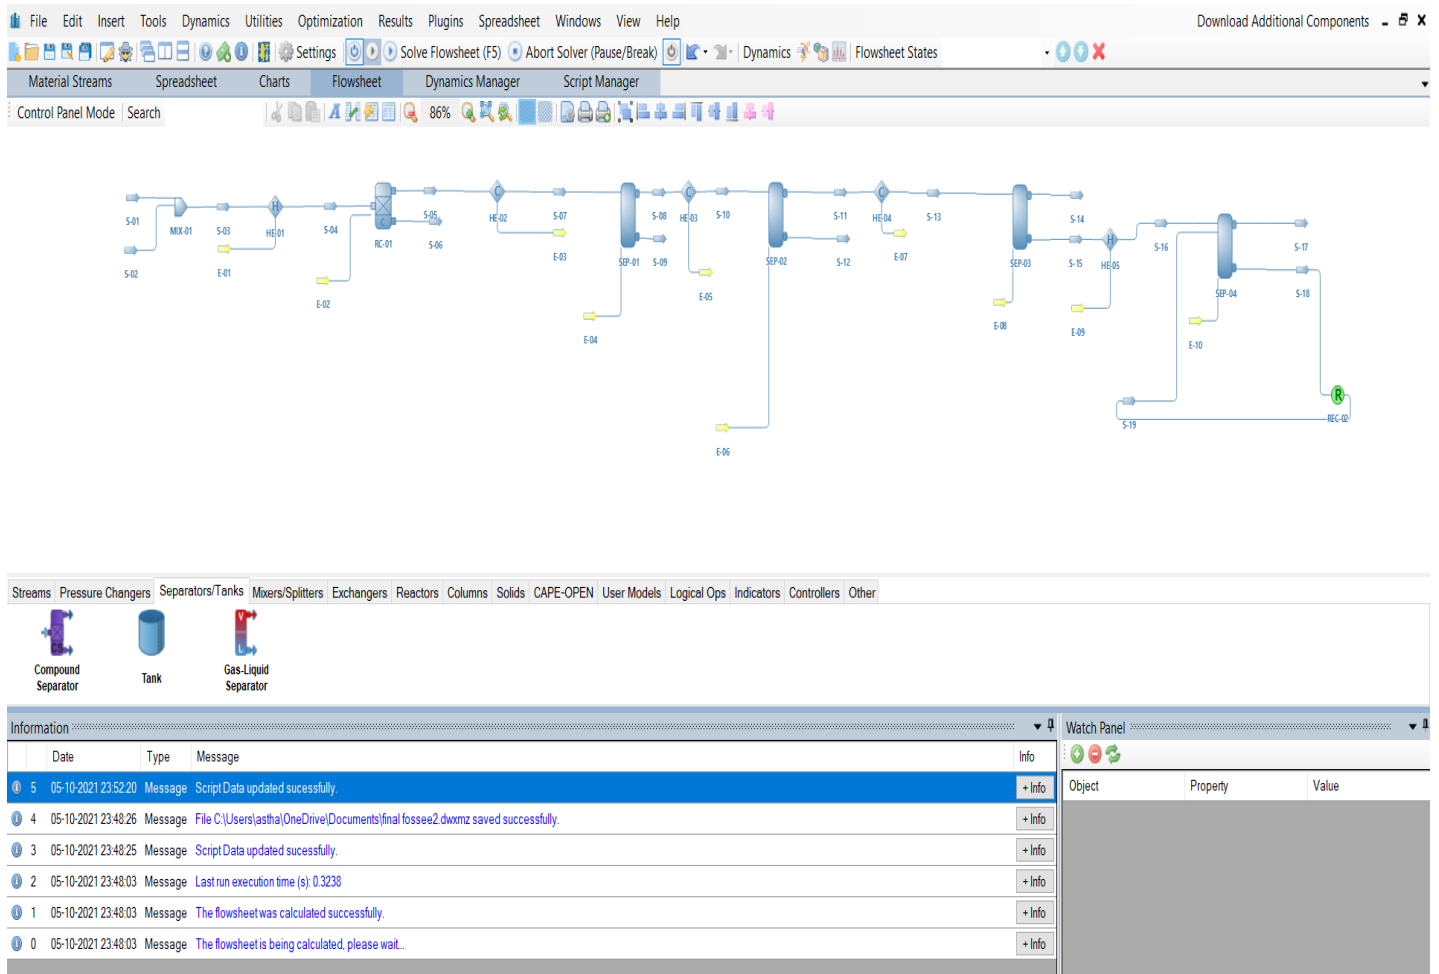 File Edit Insert Tools Dynamics Utilities Optimization Results Plugins Spreadsheet Windows View Help Download Additional Components
Settings Solve Flowsheet (F5) Abort Solver (Pause/Break) Dynamics Flowsheet States
Material Streams Spreadsheet Charts Flowsheet Dynamics Manager Script Manager
Control Panel Mode Search A 86%
C C C
S-01 S-05 HE-02 S-07 S-08 HE-03 S-10 S-11 HE-04 S-13 S-14
H C
MIX-01 S-03 HE-01 S-04 RC-01 S-06 H S-16 S-17
S-02 E-01 E-03 SEP-01 S-09 SEP-02 S-12 E-07 SEP-03 S-15 HE-05
E-02 E-05 SEP-04 S-18
E-04 E-08 E-09 E-10
R
S-19 REC-02
E-06
Streams Pressure Changers Separators/Tanks Mixers/Splitters Exchangers Reactors Columns Solids CAPE-OPEN User Models Logical Ops Indicators Controllers Other
V
CS L
Compound Separator
Tank
Gas-Liquid Separator
Information Watch Panel
Date Type Message Info
Object Property Value
5 05-10-2021 23:52:20 Message Script Data updated sucessfully. + Info
4 05-10-2021 23:48:26 Message File C:\Users\astha\OneDrive\Documents\final fossee2.dwxmz saved successfully. + Info
3 05-10-2021 23:48:25 Message Script Data updated sucessfully. + Info
2 05-10-2021 23:48:03 Message Last run execution time (s): 0.3238 + Info
1 05-10-2021 23:48:03 Message The flowsheet was calculated successfully. + Info
0 05-10-2021 23:48:03 Message The flowsheet is being calculated, please wait... + Info